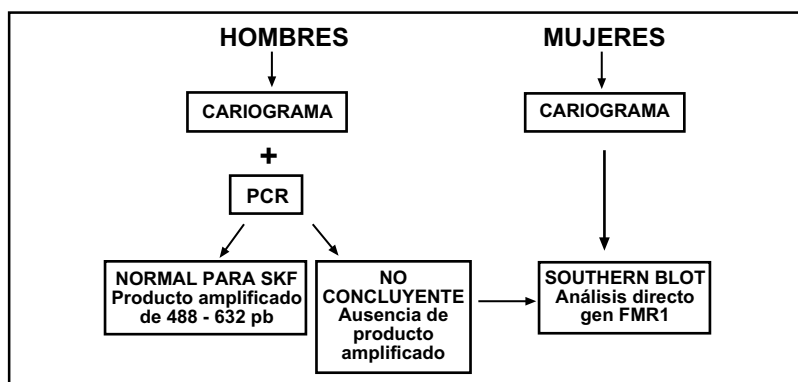 HOMBRES
MUJERES
CARIOGRAMA
CARIOGRAMA
+
PCR
NORMAL PARA SKF
Producto amplificado
de 488 - 632 pb
NO
CONCLUYENTE
Ausencia de
producto
amplificado
SOUTHERN BLOT
Análisis directo
gen FMR1